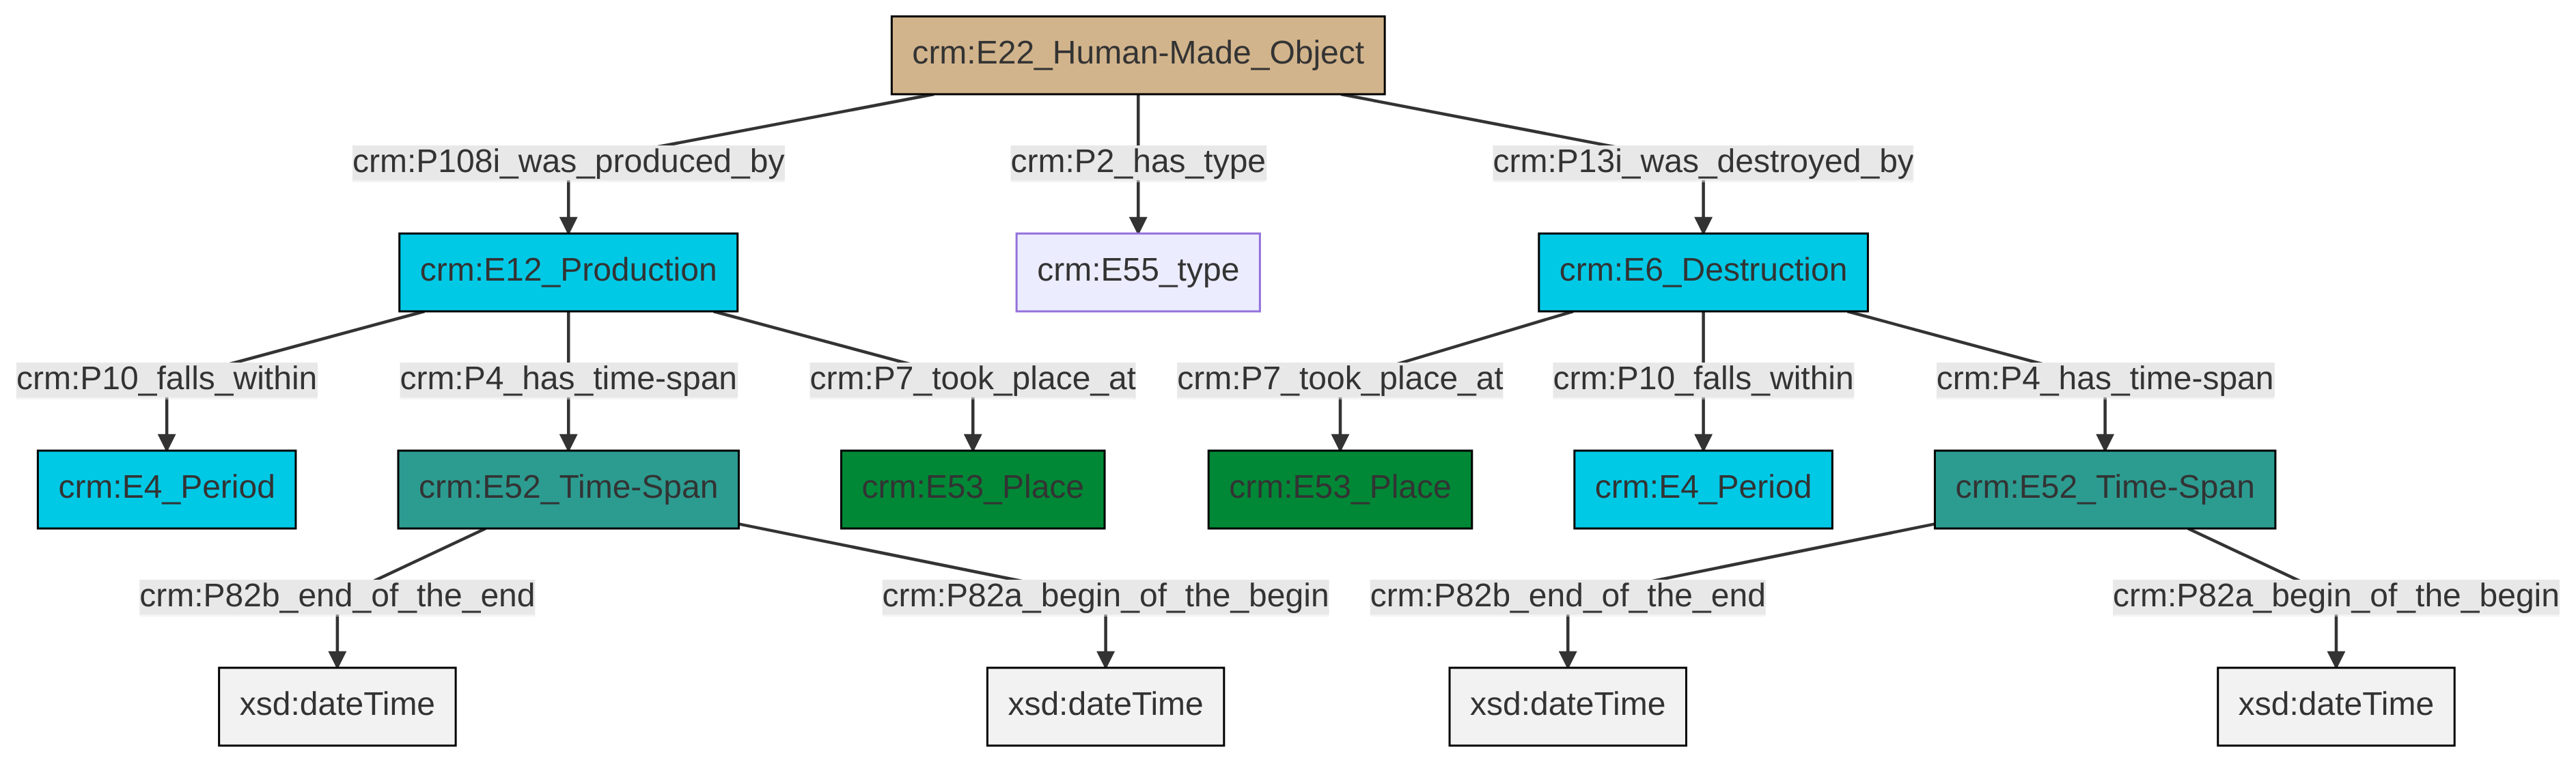 crm:E22_Human-Made_Object
crm:P108i_was_produced_by
crm:P2_has_type
crm:P13i_was_destroyed_by
crm:E12_Production
crm:E55_type
crm:E6_Destruction
crm:P10_falls_within
crm:P4_has_time-span
crm:P7_took_place_at
crm:P7_took_place_at
crm:P10_falls_within
crm:P4_has_time-span
crm:E4_Period
crm:E52_Time-Span
crm:E53_Place
crm:E53_Place
crm:E4_Period
crm:E52_Time-Span
crm:P82b_end_of_the_end
crm:P82a_begin_of_the_begin
crm:P82b_end_of_the_end
crm:P82a_begin_of_the_begin
xsd:dateTime
xsd:dateTime
xsd:dateTime
xsd:dateTime